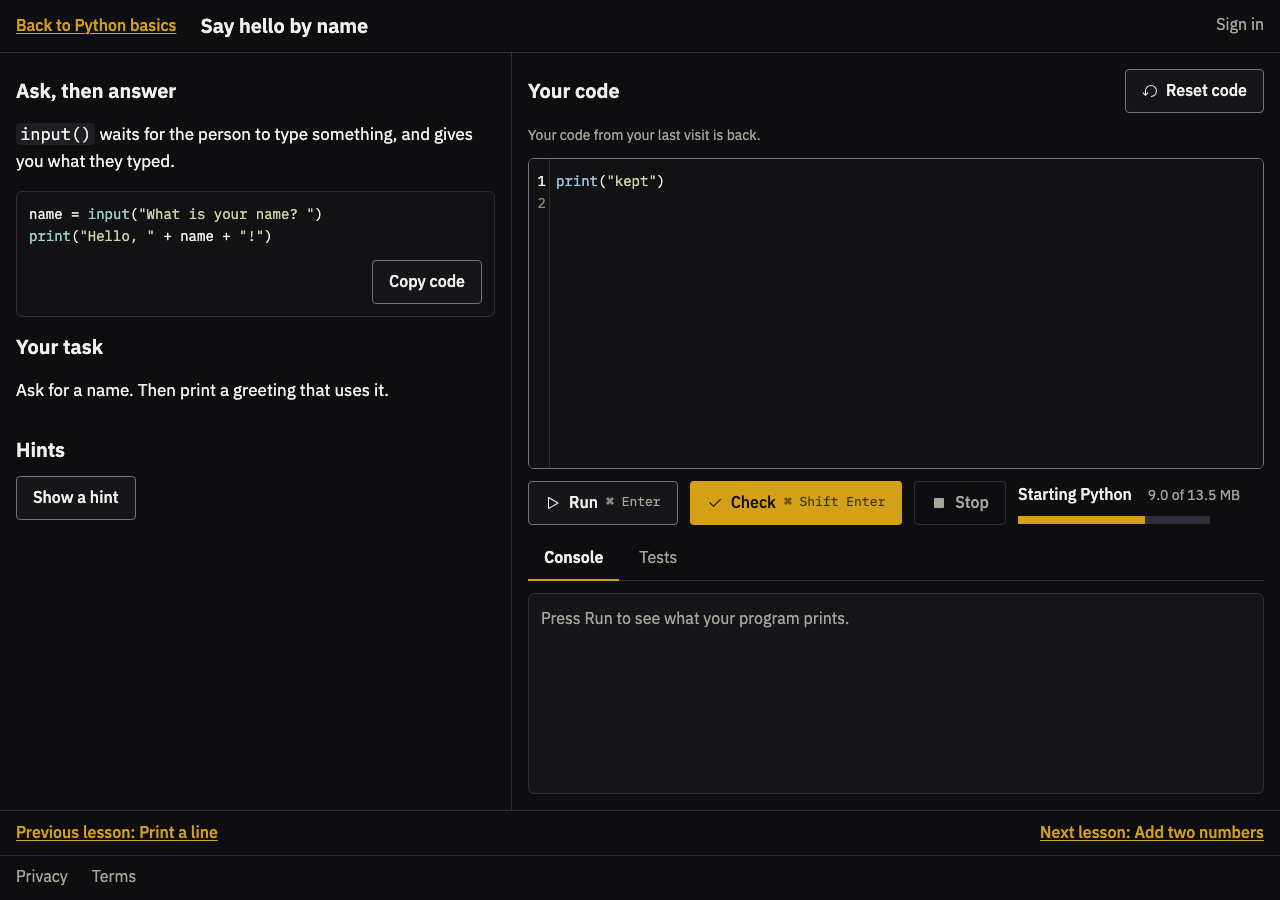 Back to Python basics
Say hello by name
Sign in
Ask, then answer
input() waits for the person to type something, and gives
you what they typed.
name = input("What is your name? ")
print("Hello, " + name + "!")
Copy code
Your task
Ask for a name. Then print a greeting that uses it.
Hints
Show a hint
Your code
Reset code
Your code from your last visit is back.
1 print("kept")
2
Run ⌘ Enter
Check ⌘ Shift Enter
Stop
Starting Python 9.0 of 13.5 MB
Console
Tests
Press Run to see what your program prints.
Previous lesson: Print a line
Next lesson: Add two numbers
Privacy
Terms